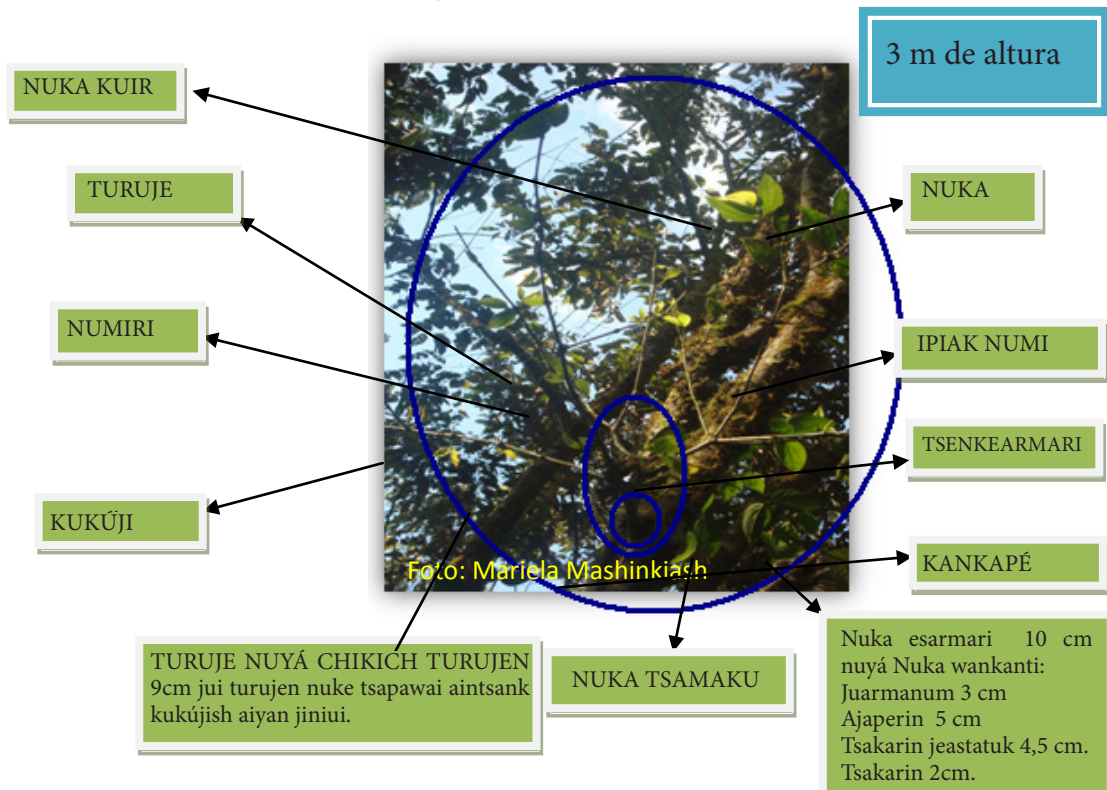 3 m de altura
NUKA KUIR
TURUJE
NUKA
NUMIRI
IPIAK NUMI
TSENKEARMARI
KUKÚJI
KANKAPÉ
Foto: Mariela Mashinkiash
TURUJE NUYÁ CHIKICH TURUJEN
9cm jui turujen nuke tsapawai aintsank
kukújish aiyan jiniui.
NUKA TSAMAKU
Nuka esarmari 10 cm
nuyá Nuka wankanti:
Juarmanum 3 cm
Ajaperin 5 cm
Tsakarin jeastatuk 4,5 cm.
Tsakarin 2cm.